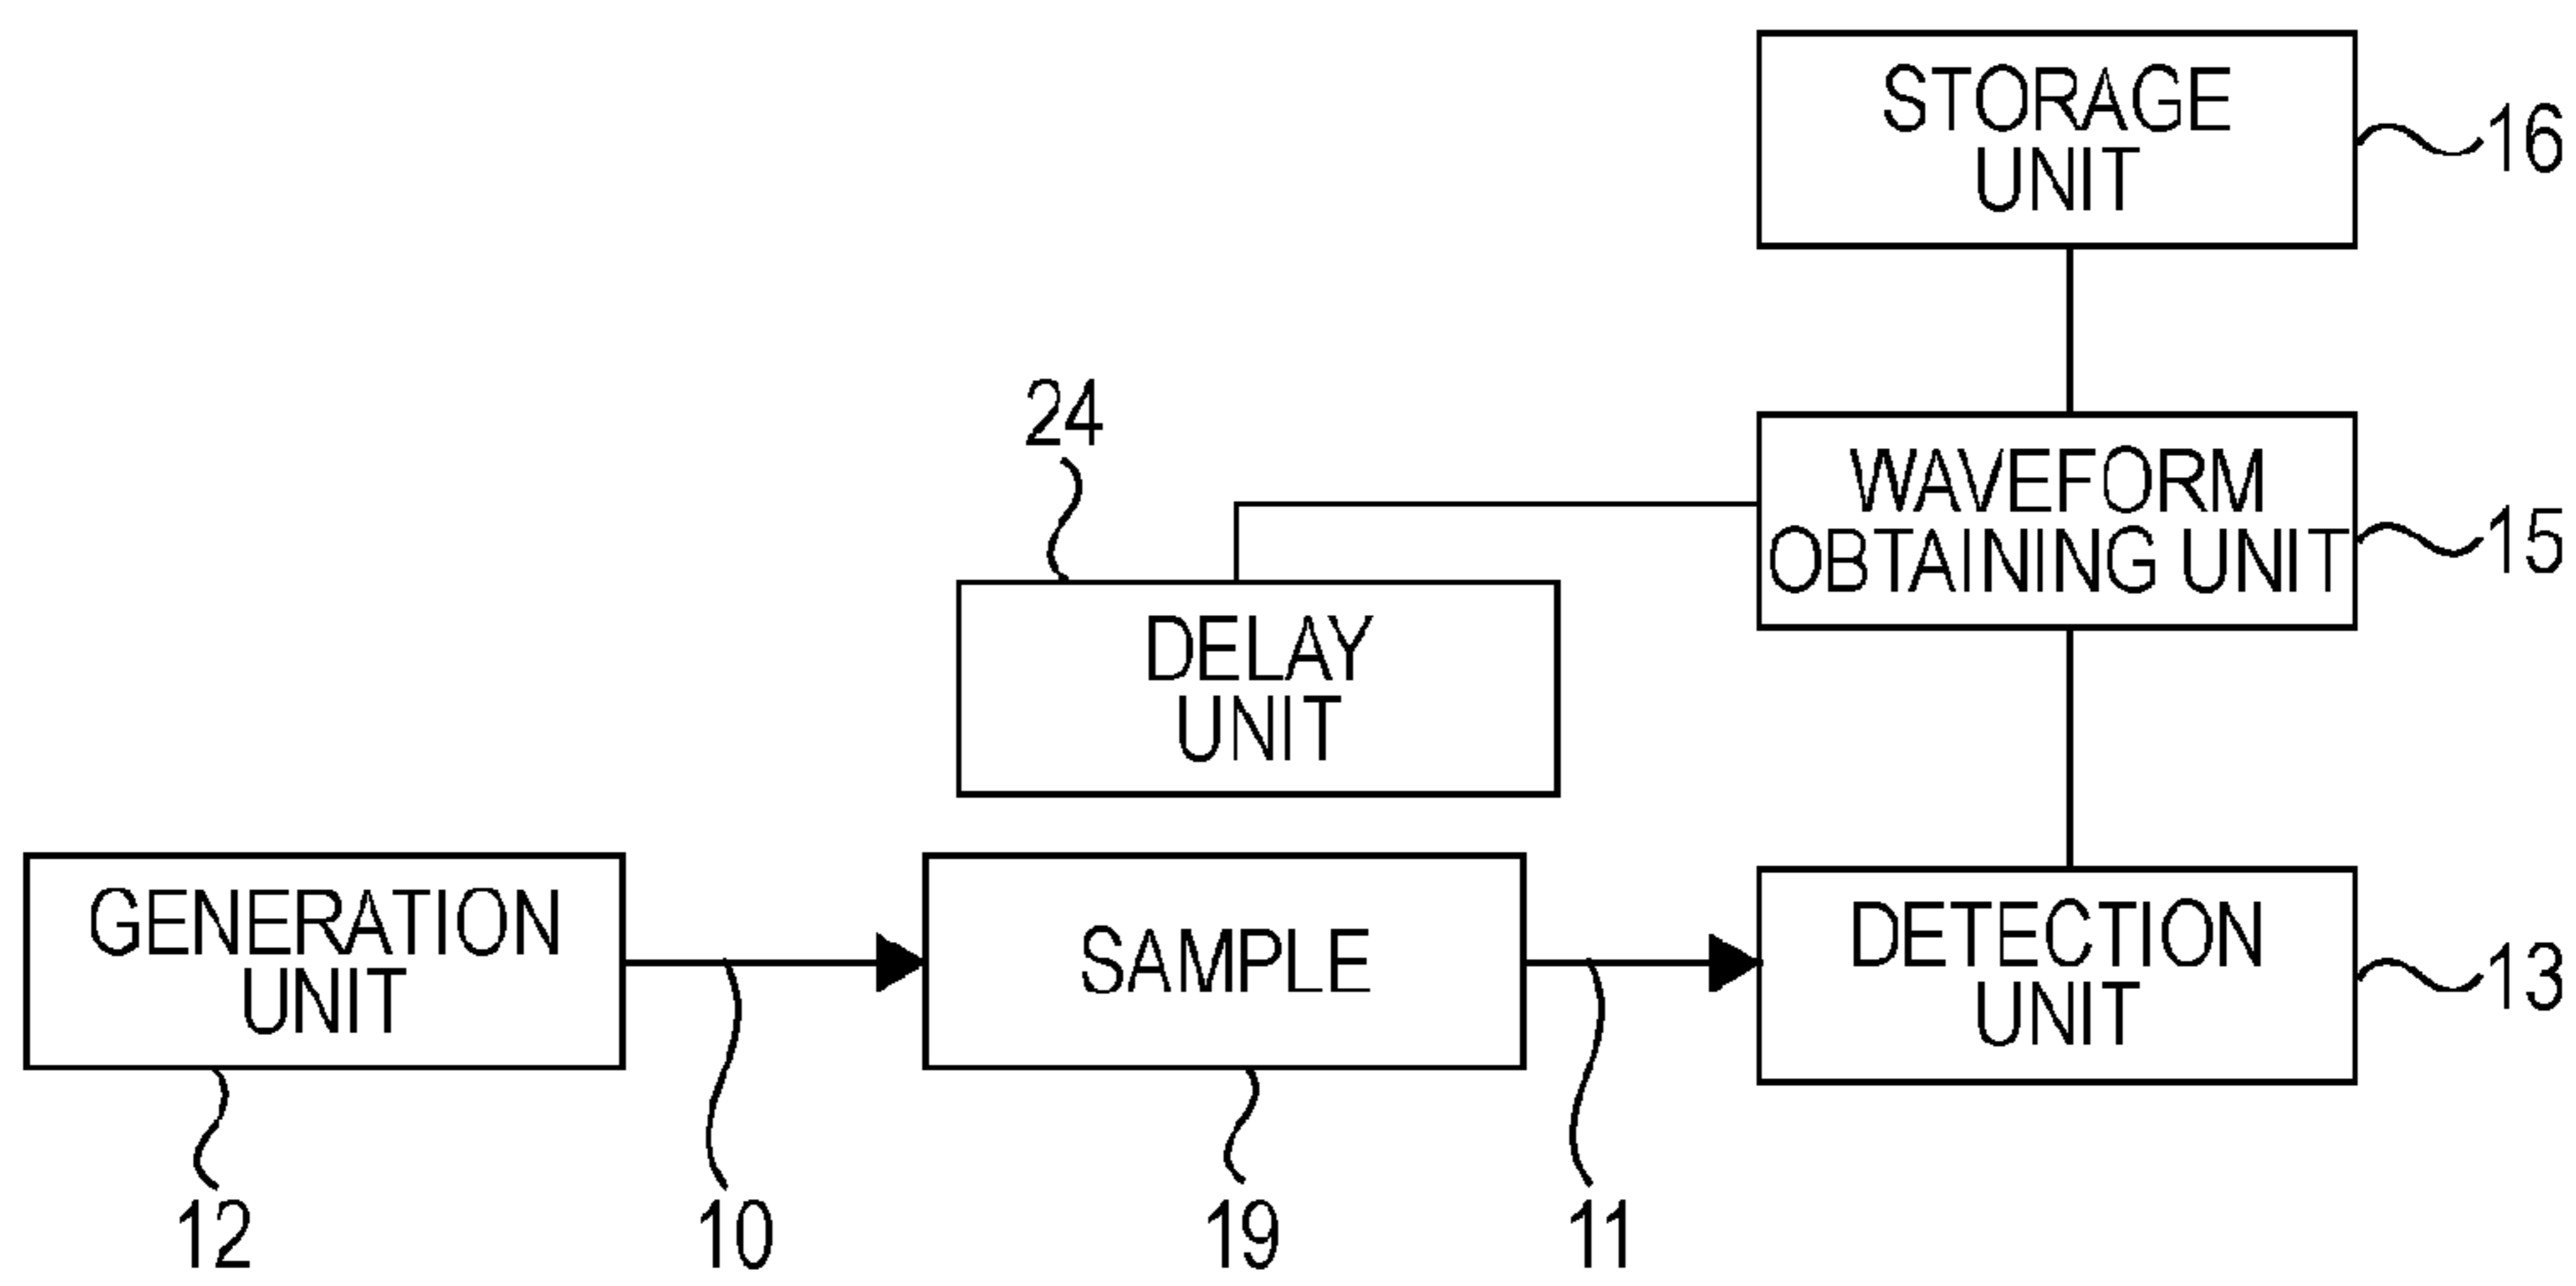 STORAGE
UNIT
16
24
WAVEFORM
OBTAINING UNIT
15
DELAY
UNIT
GENERATION
UNIT
SAMPLE
DETECTION
UNIT
13
12
10
19
11